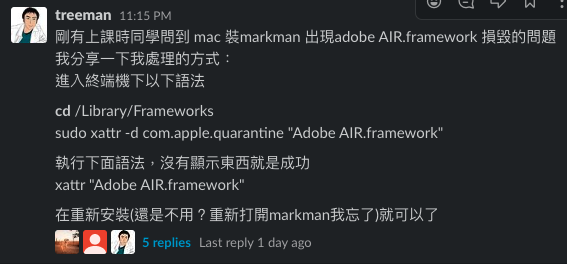 treeman 11:15 PM
剛有上課時同學問到 mac 裝markman 出現adobe AIR.framework 損毀的問題
我分享一下我處理的方式：
進入終端機下以下語法
cd /Library/Frameworks
sudo xattr -d com.apple.quarantine "Adobe AIR.framework"
執行下面語法，沒有顯示東西就是成功
xattr "Adobe AIR.framework"
在重新安裝(還是不用？重新打開markman我忘了)就可以了
5 replies Last reply 1 day ago